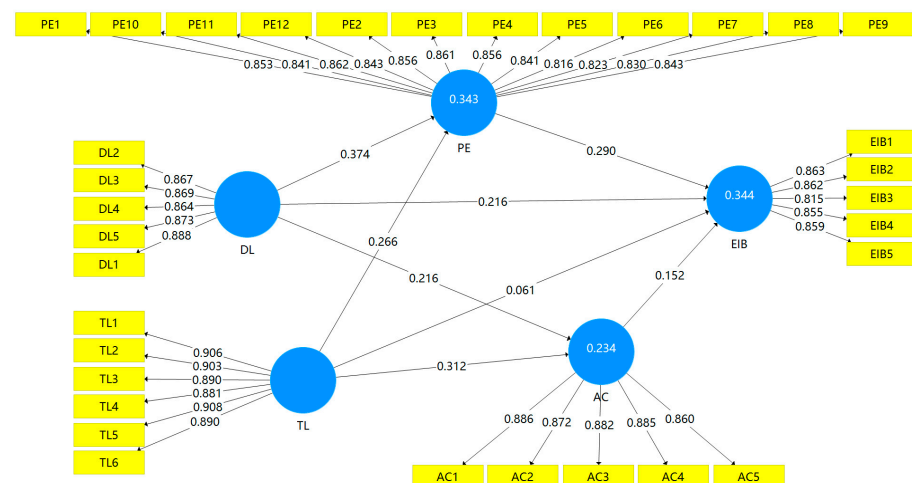 PE1 PE10 PE11 PE12 PE2 PE3 PE4 PE5 PE6 PE7 PE8 PE9
0.853 0.841 0.862 0.843 0.856 0.861 0.856 0.841 0.816 0.823 0.830 0.843
0.343
PE
DL2
DL3
DL4
DL5
DL1
0.867
0.869
0.864
0.873
0.888
DL
0.374
0.290
0.216
0.266
0.216
0.061
0.152
0.312
0.344
EIB
0.863
0.862
0.815
0.855
0.859
EIB1
EIB2
EIB3
EIB4
EIB5
TL1
TL2
TL3
TL4
TL5
TL6
0.906
0.903
0.890
0.881
0.908
0.890
TL
0.234
AC
0.886 0.872 0.882 0.885 0.860
AC1 AC2 AC3 AC4 AC5